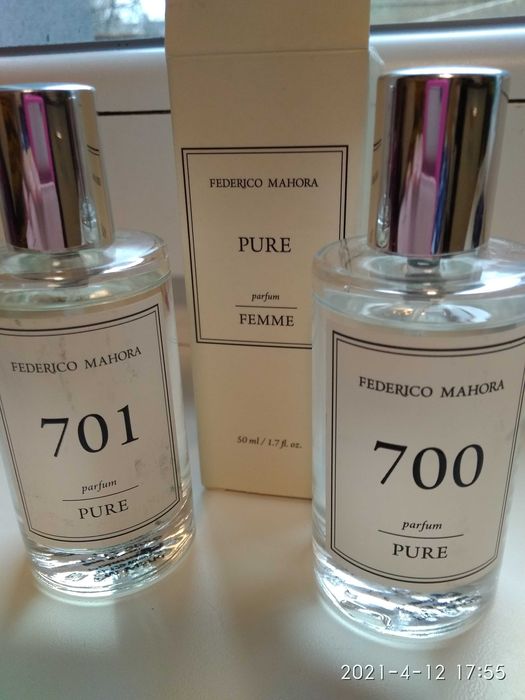 FEDERICO MAHORA
PURE
parfum
FEMME
50 ml / 1.7 fl. oz.
FEDERICO MAHORA
701
parfum
PURE
FEDERICO MAHORA
700
parfum
PURE
2021-4-12 17:55